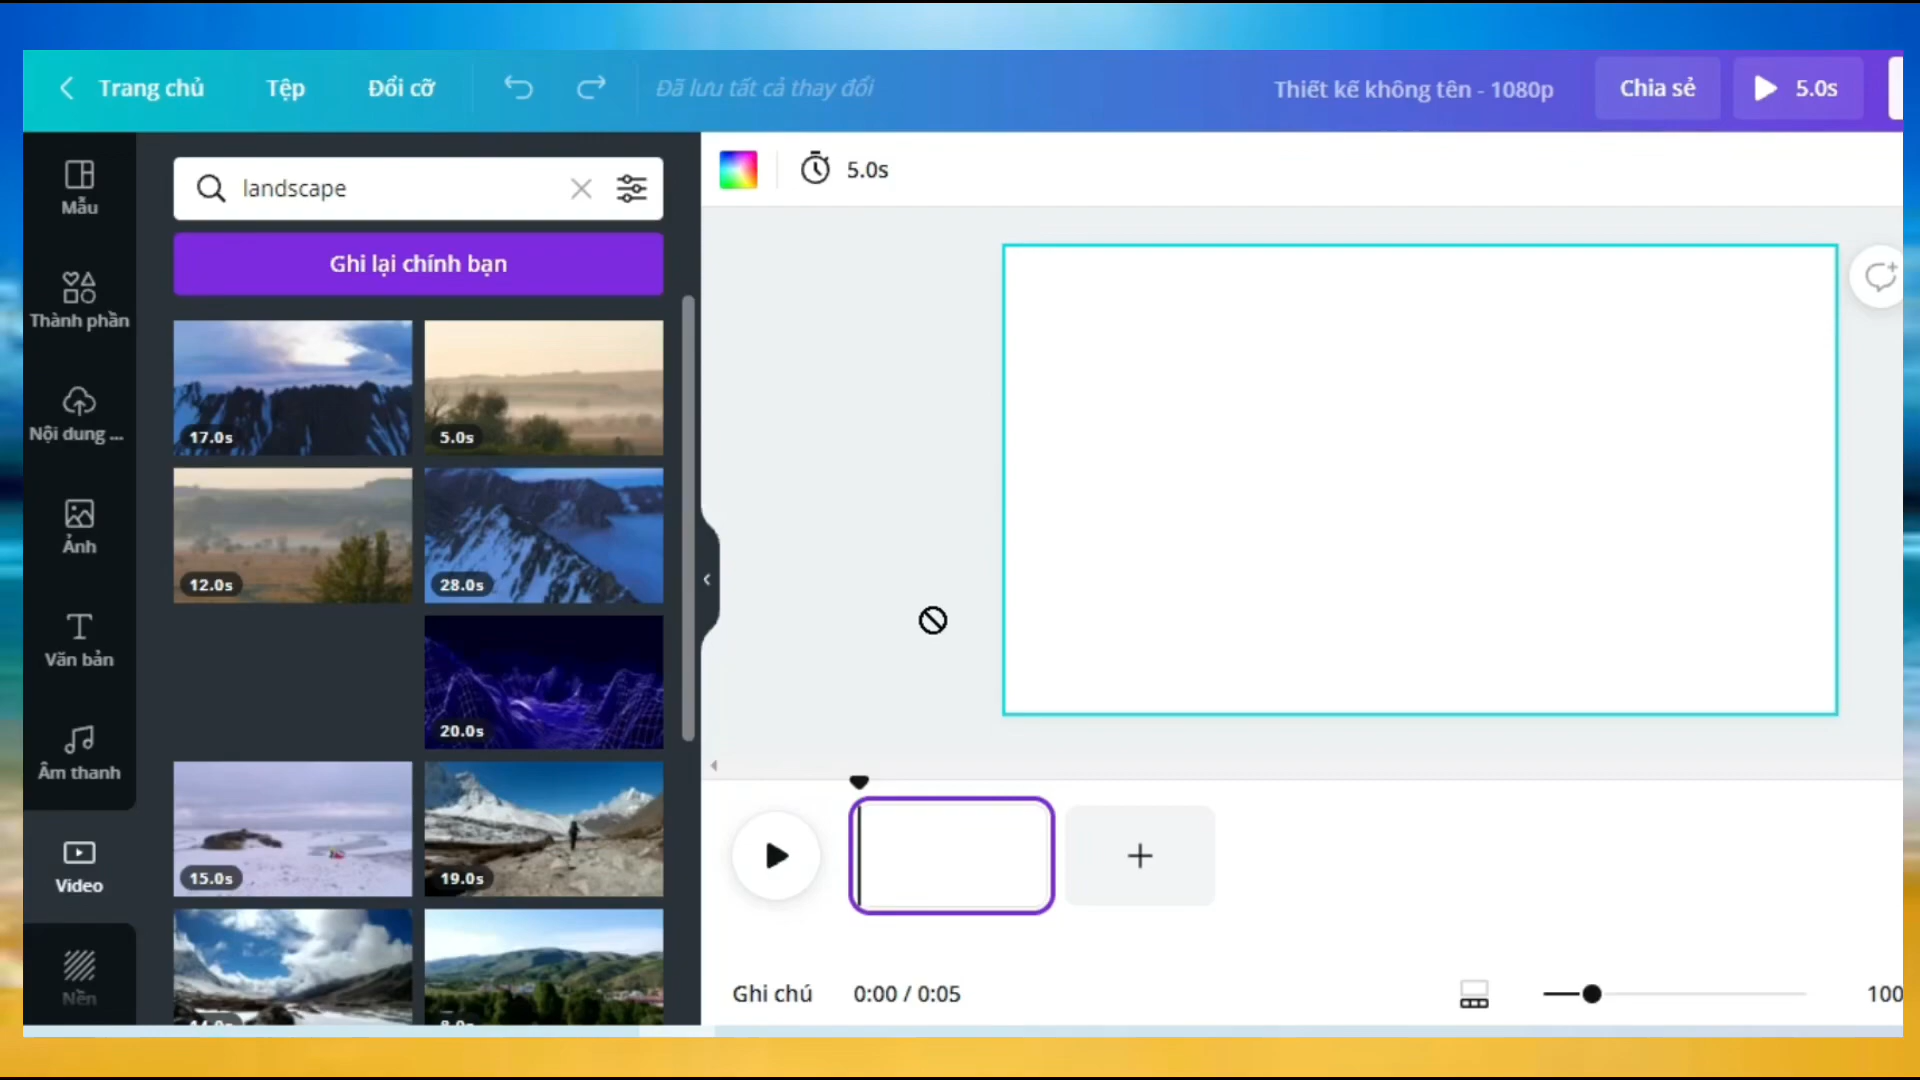 Trang chủ Tệp Đổi cỡ Đã lưu tất cả thay đổi Thiết kế không tên - 1080p Chia sẻ 5.0s
landscape
5.0s
Ghi lại chính bạn
Mẫu
Thành phần
Nội dung ...
Ảnh
Văn bản
Âm thanh
Video
Nền
17.0s
5.0s
12.0s
28.0s
20.0s
15.0s
19.0s
Ghi chú 0:00 / 0:05
100